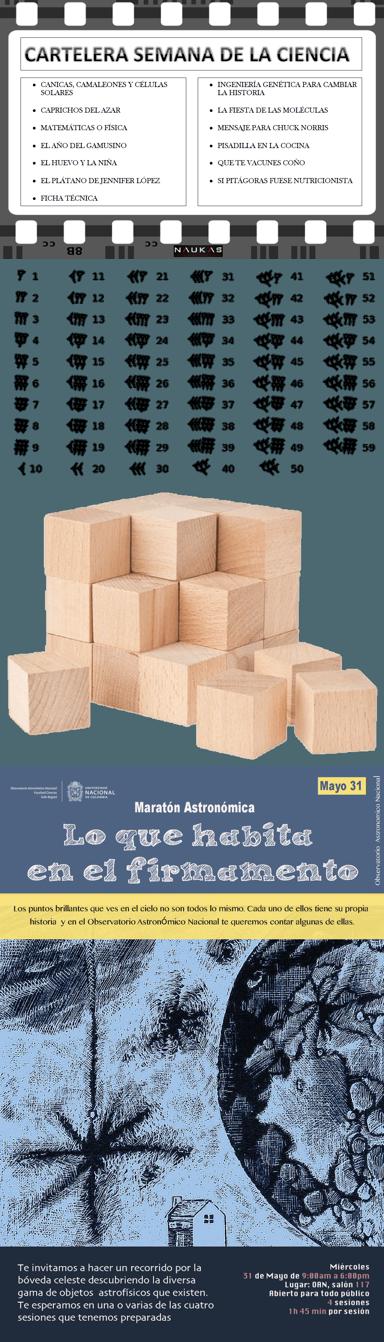 CARTELERA SEMANA DE LA CIENCIA
• CANICAS, CAMALEONES Y CÉLULAS
SOLARES
• CAPRICHOS DEL AZAR
• MATEMÁTICAS O FÍSICA
• EL AÑO DEL GAMUSINO
• EL HUEVO Y LA NIÑA
• EL PLÁTANO DE JENNIFER LÓPEZ
• FICHA TÉCNICA
• INGENIERÍA GENÉTICA PARA CAMBIAR
LA HISTORIA
• LA FIESTA DE LAS MOLÉCULAS
• MENSAJE PARA CHUCK NORRIS
• PISADILLA EN LA COCINA
• QUE TE VACUNES COÑO
• SI PITÁGORAS FUESE NUTRICIONISTA
8B
NAUKAS
1 11 21 31 41 51
2 12 22 32 42 52
3 13 23 33 43 53
4 14 24 34 44 54
5 15 25 35 45 55
6 16 26 36 46 56
7 17 27 37 47 57
8 18 28 38 48 58
9 19 29 39 49 59
10 20 30 40 50
UNIVERSIDAD
NACIONAL
DE COLOMBIA
Mayo 31
Observatorio Astronómico Nacional
Maratón Astronómica
Lo que habita
en el firmamento
Los puntos brillantes que ves en el cielo no son todos lo mismo. Cada uno de ellos tiene su propia
historia y en el Observatorio Astronómico Nacional te queremos contar algunas de ellas.
Te invitamos a hacer un recorrido por la
bóveda celeste descubriendo la diversa
gama de objetos astrofísicos que existen.
Te esperamos en una o varias de las cuatro
sesiones que tenemos preparadas
Miércoles
31 de Mayo de 9:00am a 6:00pm
Lugar: OAN, salón 117
Abierto para todo público
4 sesiones
1h 45 min por sesión